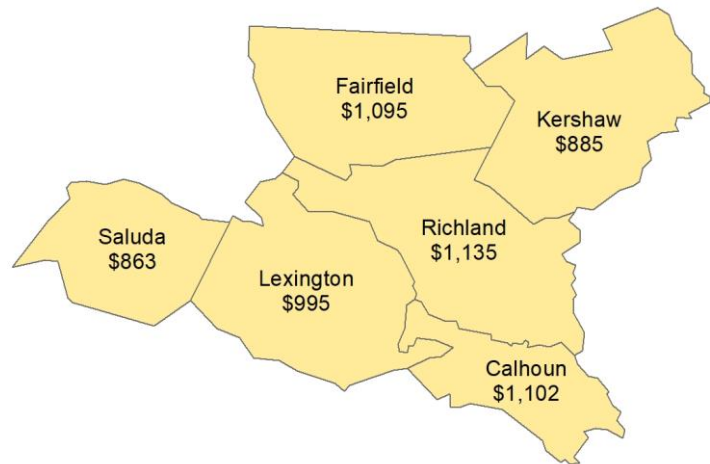 Fairfield
$1,095
Kershaw
$885
Richland
$1,135
Saluda
$863
Lexington
$995
Calhoun
$1,102